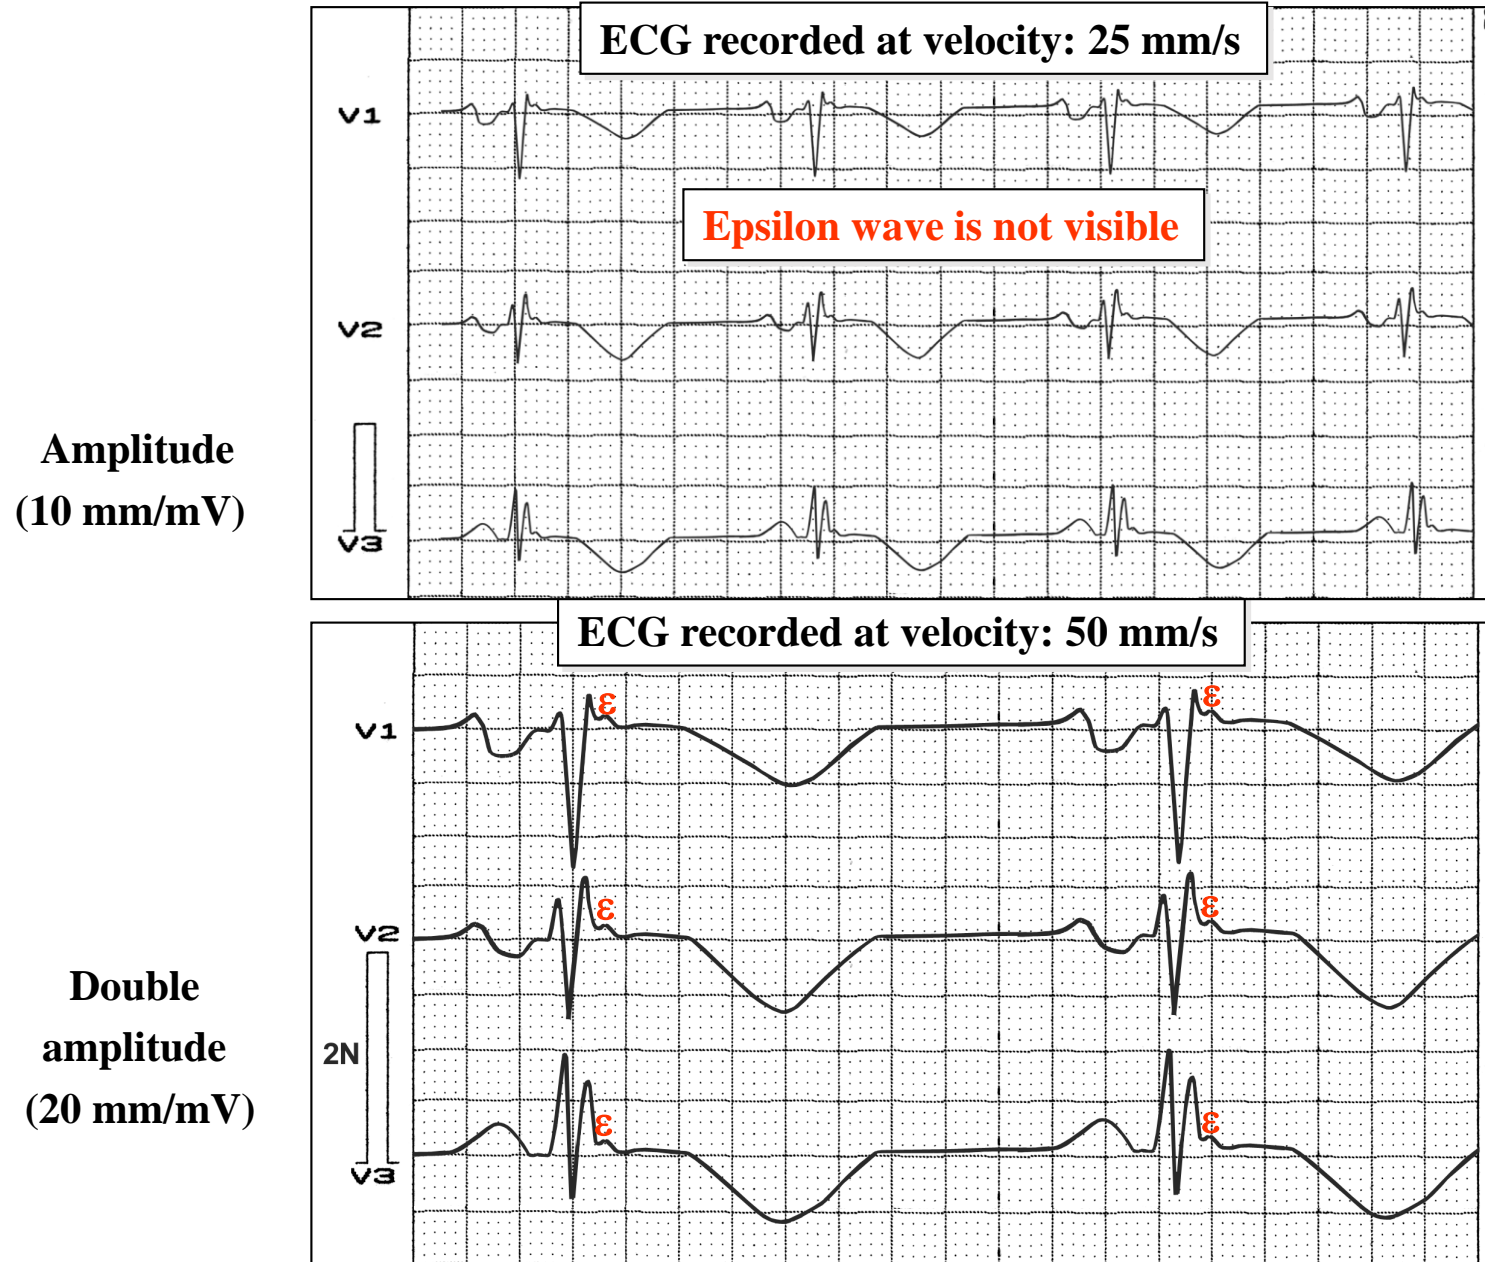 ECG recorded at velocity: 25 mm/s
V1
Epsilon wave is not visible
V2
Amplitude
(10 mm/mV)
V3
ECG recorded at velocity: 50 mm/s
ε
ε
V1
ε
ε
V2
Double
amplitude
(20 mm/mV)
2N
ε
ε
V3